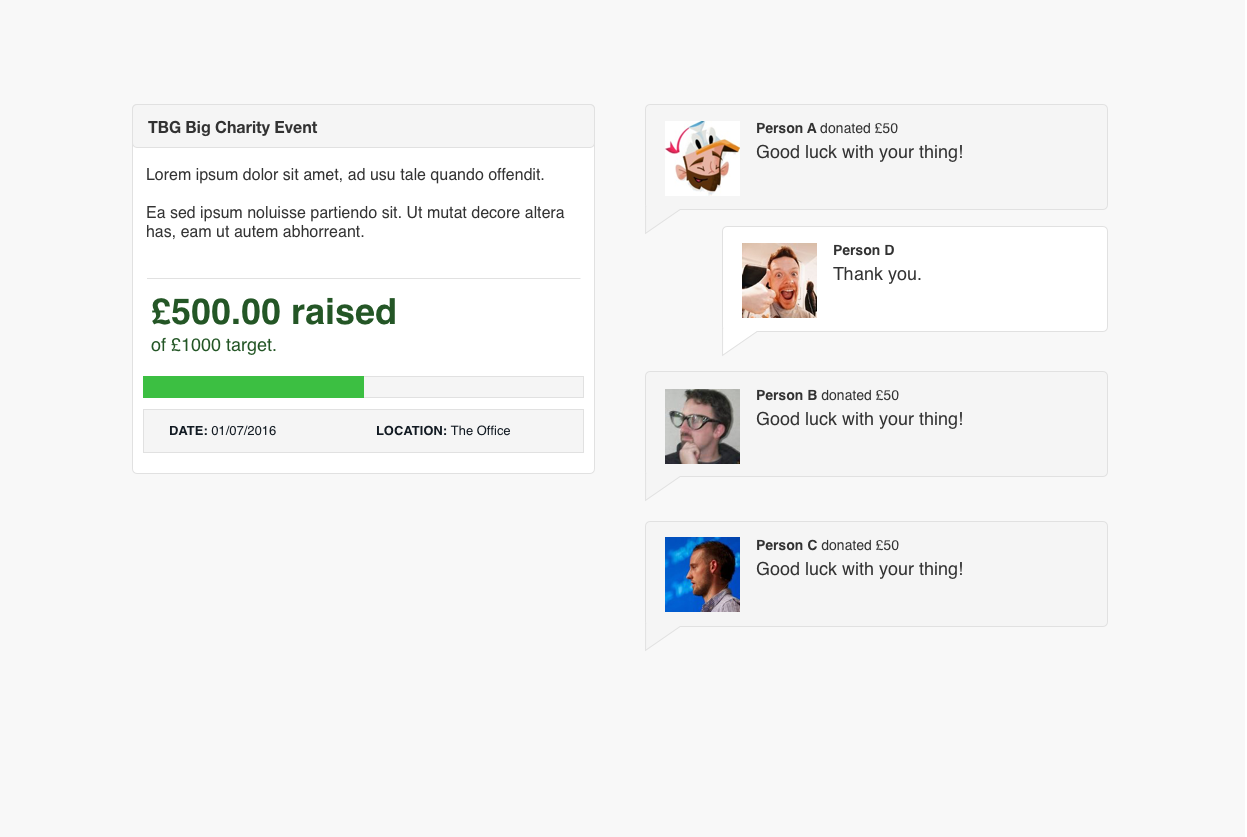 TBG Big Charity Event
Lorem ipsum dolor sit amet, ad usu tale quando offendit.
Ea sed ipsum noluisse partiendo sit. Ut mutat decore altera
has, eam ut autem abhorreant.
£500.00 raised
of £1000 target.
DATE: 01/07/2016 LOCATION: The Office
Person A donated £50
Good luck with your thing!
Person D
Thank you.
Person B donated £50
Good luck with your thing!
Person C donated £50
Good luck with your thing!